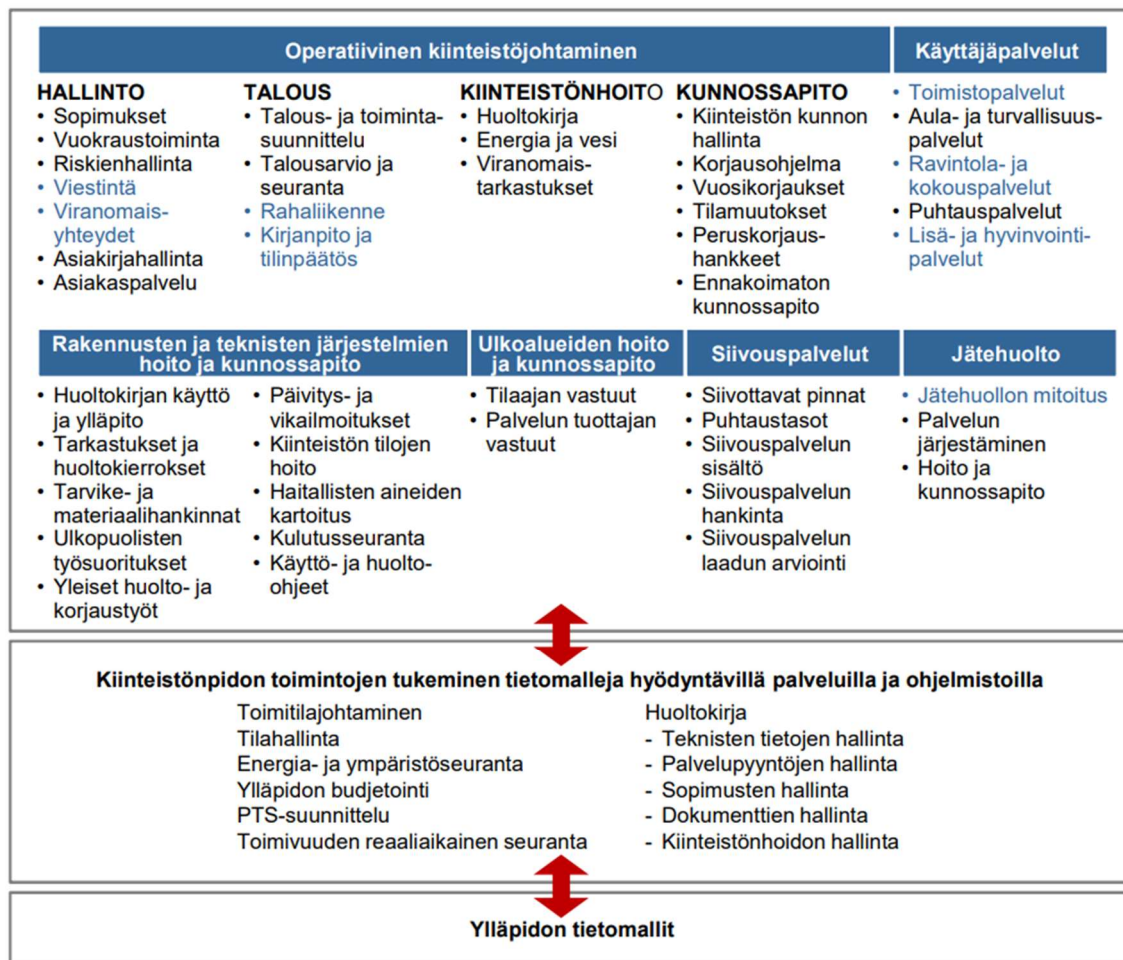 Operatiivinen kiinteistöjohtaminen
Käyttäjäpalvelut
HALLINTO
• Sopimukset
• Vuokraustoiminta
• Riskienhallinta
• Viestintä
• Viranomais-
yhteydet
• Asiakirjahallinta
• Asiakaspalvelu
TALOUS
• Talous- ja toiminta-
suunnittelu
• Talousarvio ja
seuranta
• Rahaliikenne
• Kirjanpito ja
tilinpäätös
KIINTEISTÖNHOITO
• Huoltokirja
• Energia ja vesi
• Viranomais-
tarkastukset
KUNNOSSAPITO
• Kiinteistön kunnon
hallinta
• Korjausohjelma
• Vuosikorjaukset
• Tilamuutokset
• Peruskorjaus-
hankkeet
• Ennakoimaton
kunnossapito
• Toimistopalvelut
• Aula- ja turvallisuus-
palvelut
• Ravintola- ja
kokouspalvelut
• Puhtauspalvelut
• Lisä- ja hyvinvointi-
palvelut
Rakennusten ja teknisten järjestelmien
hoito ja kunnossapito
• Huoltokirjan käyttö
ja ylläpito
• Tarkastukset ja
huoltokierrokset
• Tarvike- ja
materiaalihankinnat
• Ulkopuolisten
työsuoritukset
• Yleiset huolto- ja
korjaustyöt
• Päivitys- ja
vikailmoitukset
• Kiinteistön tilojen
hoito
• Haitallisten aineiden
kartoitus
• Kulutusseuranta
• Käyttö- ja huolto-
ohjeet
Ulkoalueiden hoito
ja kunnossapito
• Tilaajan vastuut
• Palvelun tuottajan
vastuut
Siivouspalvelut
• Siivottavat pinnat
• Puhtaustasot
• Siivouspalvelun
sisältö
• Siivouspalvelun
hankinta
• Siivouspalvelun
laadun arviointi
Jätehuolto
• Jätehuollon mitoitus
• Palvelun
järjestäminen
• Hoito ja
kunnossapito
Kiinteistönpidon toimintojen tukeminen tietomalleja hyödyntävillä palveluilla ja ohjelmistoilla
Toimitilajohtaminen
Tilahallinta
Energia- ja ympäristöseuranta
Ylläpidon budjetointi
PTS-suunnittelu
Toimivuuden reaaliaikainen seuranta
Huoltokirja
- Teknisten tietojen hallinta
- Palvelupyyntöjen hallinta
- Sopimusten hallinta
- Dokumenttien hallinta
- Kiinteistönhoidon hallinta
Ylläpidon tietomallit